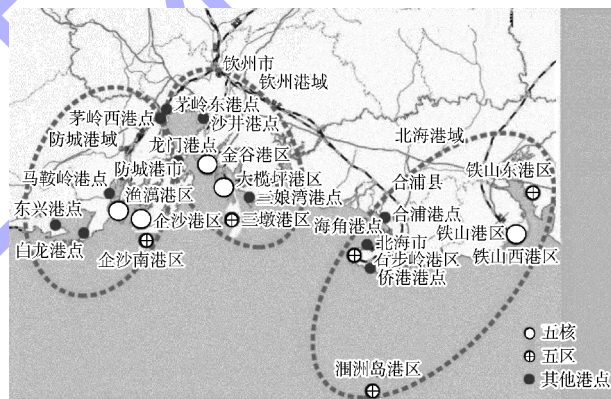 钦州市
钦州港域
茅岭东港点
茅岭西港点
沙井港点
防城港域
龙门港点
北海港域
金谷港区
防城港市
铁山东港区
马鞍岭港点
大榄坪港区
合浦县
渔澫港区
三娘湾港点
东兴港点
企沙港区
三墩港区
合浦港点
海角港点
铁山港区
白龙港点
企沙南港区
北海市
石步岭港区
铁山西港区
侨港港点
涠洲岛港区
五核
五区
其他港点